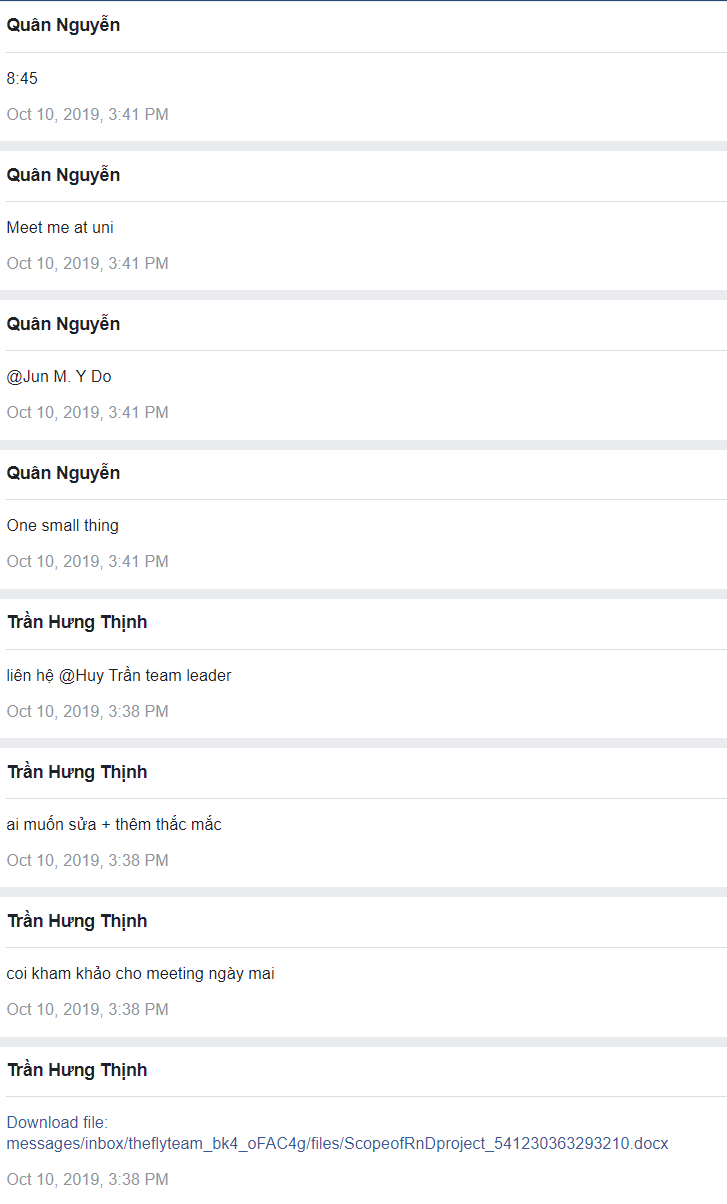 Quân Nguyễn
8:45
Oct 10, 2019, 3:41 PM
Quân Nguyễn
Meet me at uni
Oct 10, 2019, 3:41 PM
Quân Nguyễn
@Jun M. Y Do
Oct 10, 2019, 3:41 PM
Quân Nguyễn
One small thing
Oct 10, 2019, 3:41 PM
Trần Hưng Thịnh
liên hệ @Huy Trần team leader
Oct 10, 2019, 3:38 PM
Trần Hưng Thịnh
ai muốn sửa + thêm thắc mắc
Oct 10, 2019, 3:38 PM
Trần Hưng Thịnh
coi kham khảo cho meeting ngày mai
Oct 10, 2019, 3:38 PM
Trần Hưng Thịnh
Download file:
messages/inbox/theflyteam_bk4_oFAC4g/files/ScopeofRnDproject_541230363293210.docx
Oct 10, 2019, 3:38 PM